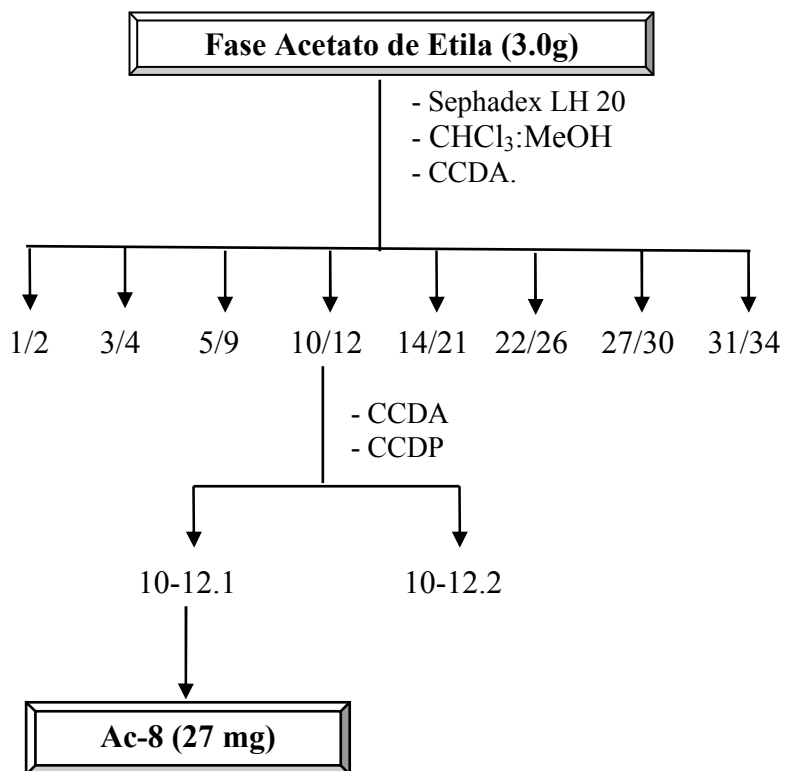 Fase Acetato de Etila (3.0g)
- Sephadex LH 20
- CHCl₃:MeOH
- CCDA.
1/2 3/4 5/9 10/12 14/21 22/26 27/30 31/34
- CCDA
- CCDP
10-12.1 10-12.2
Ac-8 (27 mg)